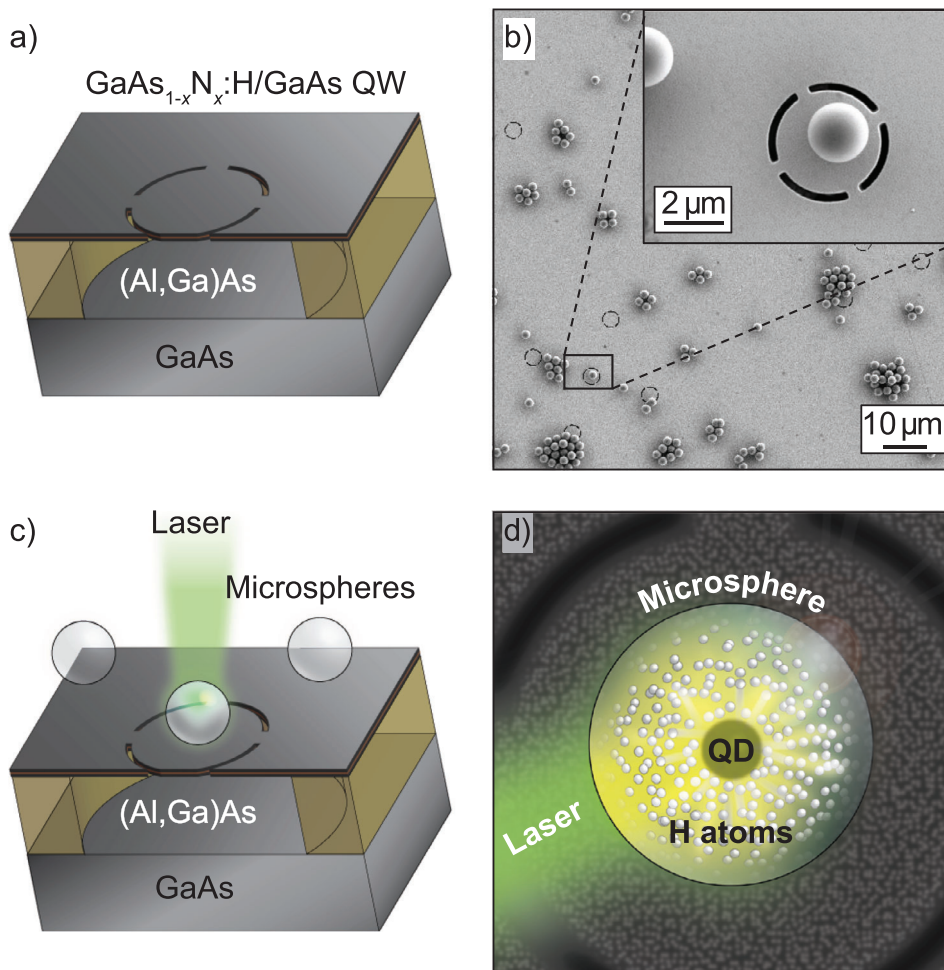 a)
GaAs1-xNx:H/GaAs QW
(Al,Ga)As
GaAs
b)
2 µm
10 µm
c)
Laser
Microspheres
(Al,Ga)As
GaAs
d)
Microsphere
QD
H atoms
Laser